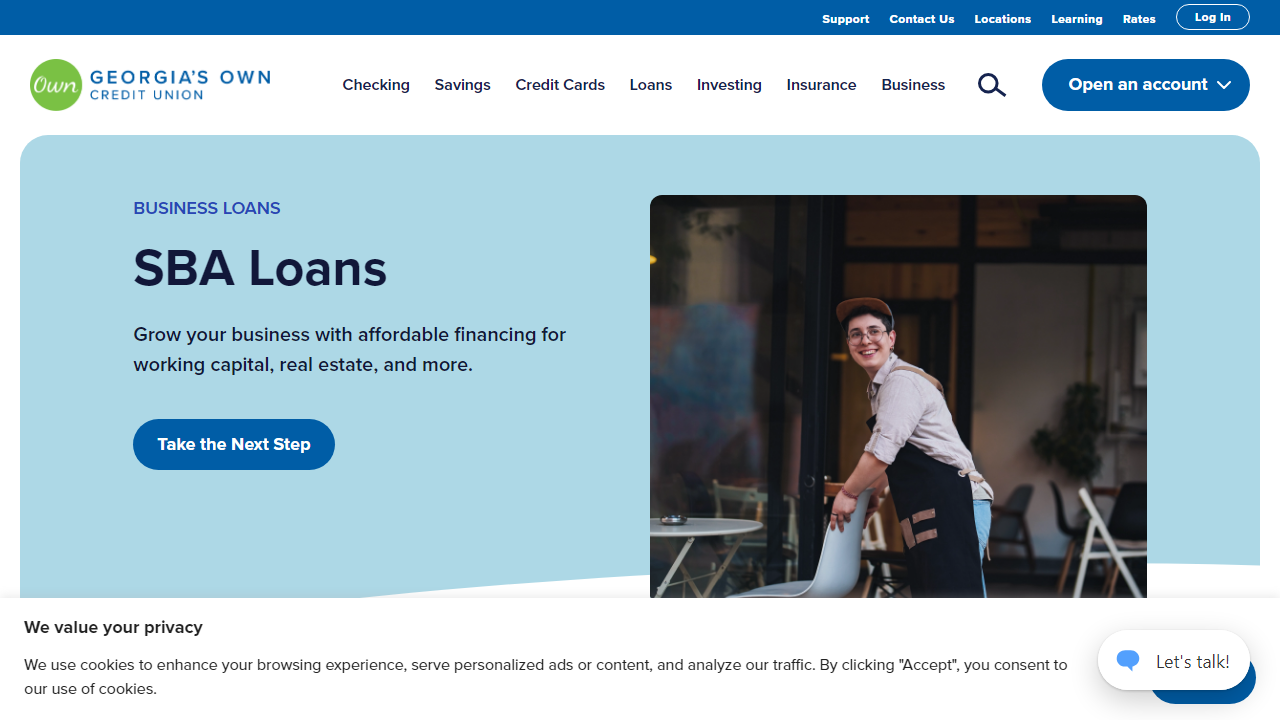 Support Contact Us Locations Learning Rates Log In
Own GEORGIA'S OWN
CREDIT UNION
Checking Savings Credit Cards Loans Investing Insurance Business Open an account
BUSINESS LOANS
SBA Loans
Grow your business with affordable financing for
working capital, real estate, and more.
Take the Next Step
We value your privacy
We use cookies to enhance your browsing experience, serve personalized ads or content, and analyze our traffic. By clicking "Accept", you consent to
our use of cookies.
Let's talk!